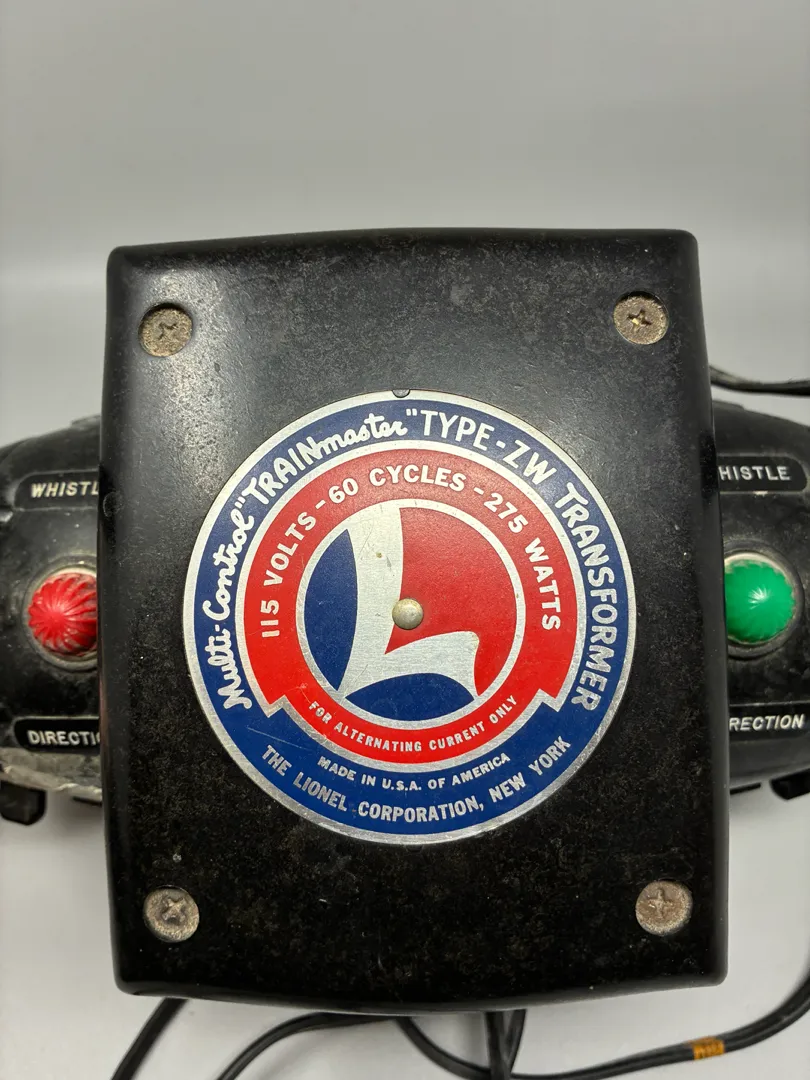 Multi-Control "TRAINmaster" TYPE-ZW TRANSFORMER
115 VOLTS - 60 CYCLES - 275 WATTS
FOR ALTERNATING CURRENT ONLY
MADE IN U.S.A. OF AMERICA
THE LIONEL CORPORATION, NEW YORK
WHISTL
HISTLE
DIRECTIO
RECTION